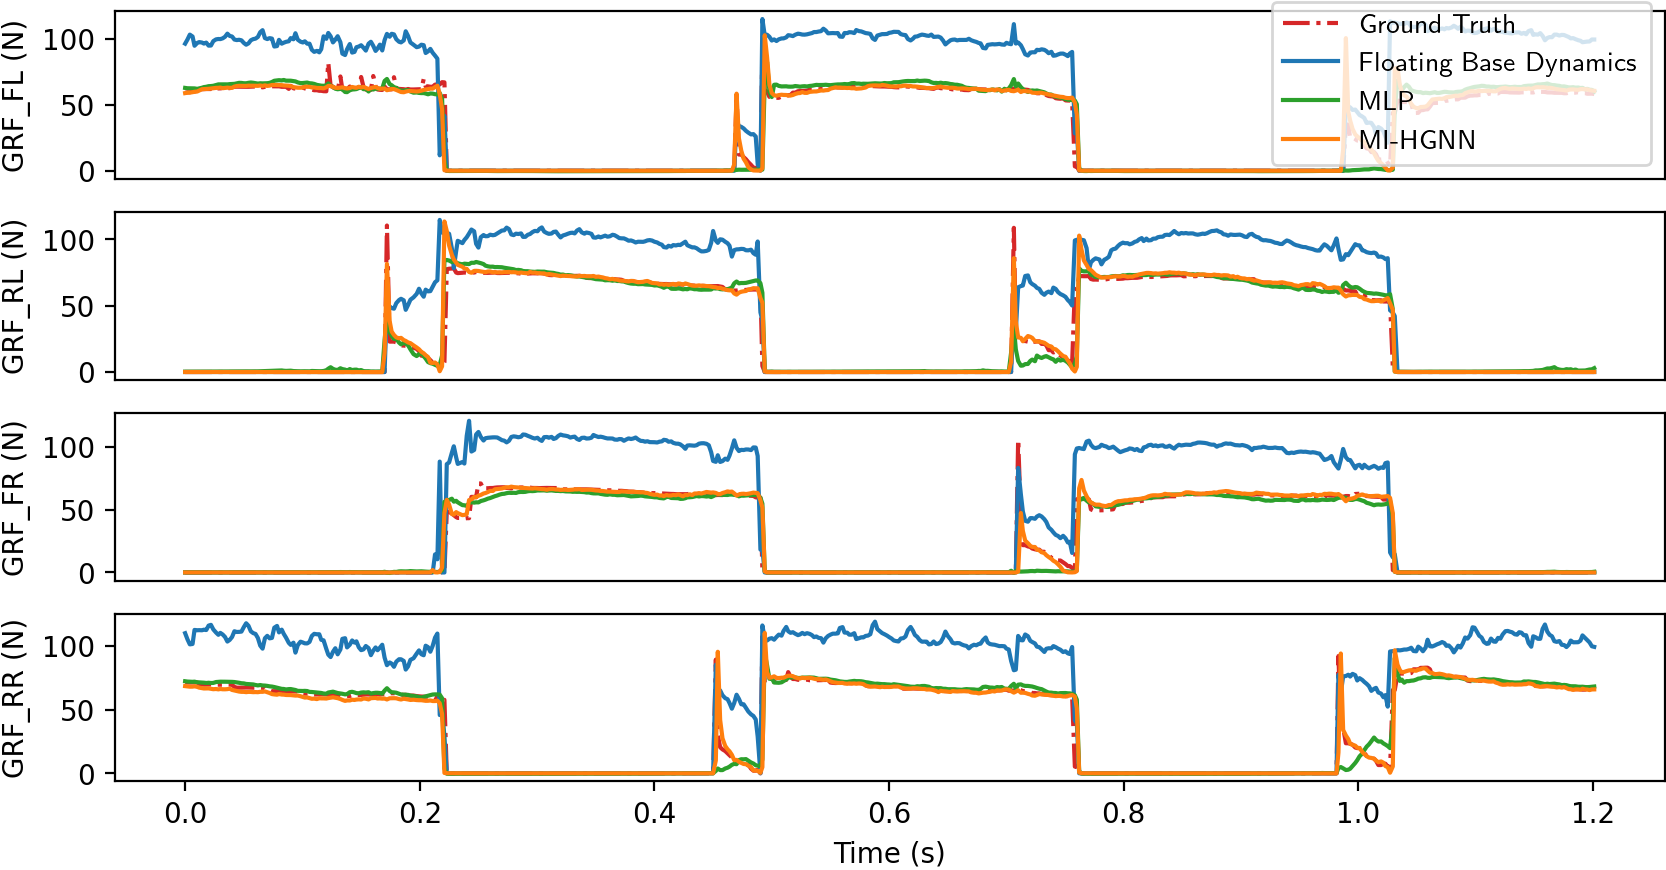 GRF_FL (N)
100
50
0
Ground Truth
Floating Base Dynamics
MLP
MI-HGNN
GRF_RL (N)
100
50
0
GRF_FR (N)
100
50
0
GRF_RR (N)
100
50
0
0.0 0.2 0.4 0.6 0.8 1.0 1.2
Time (s)